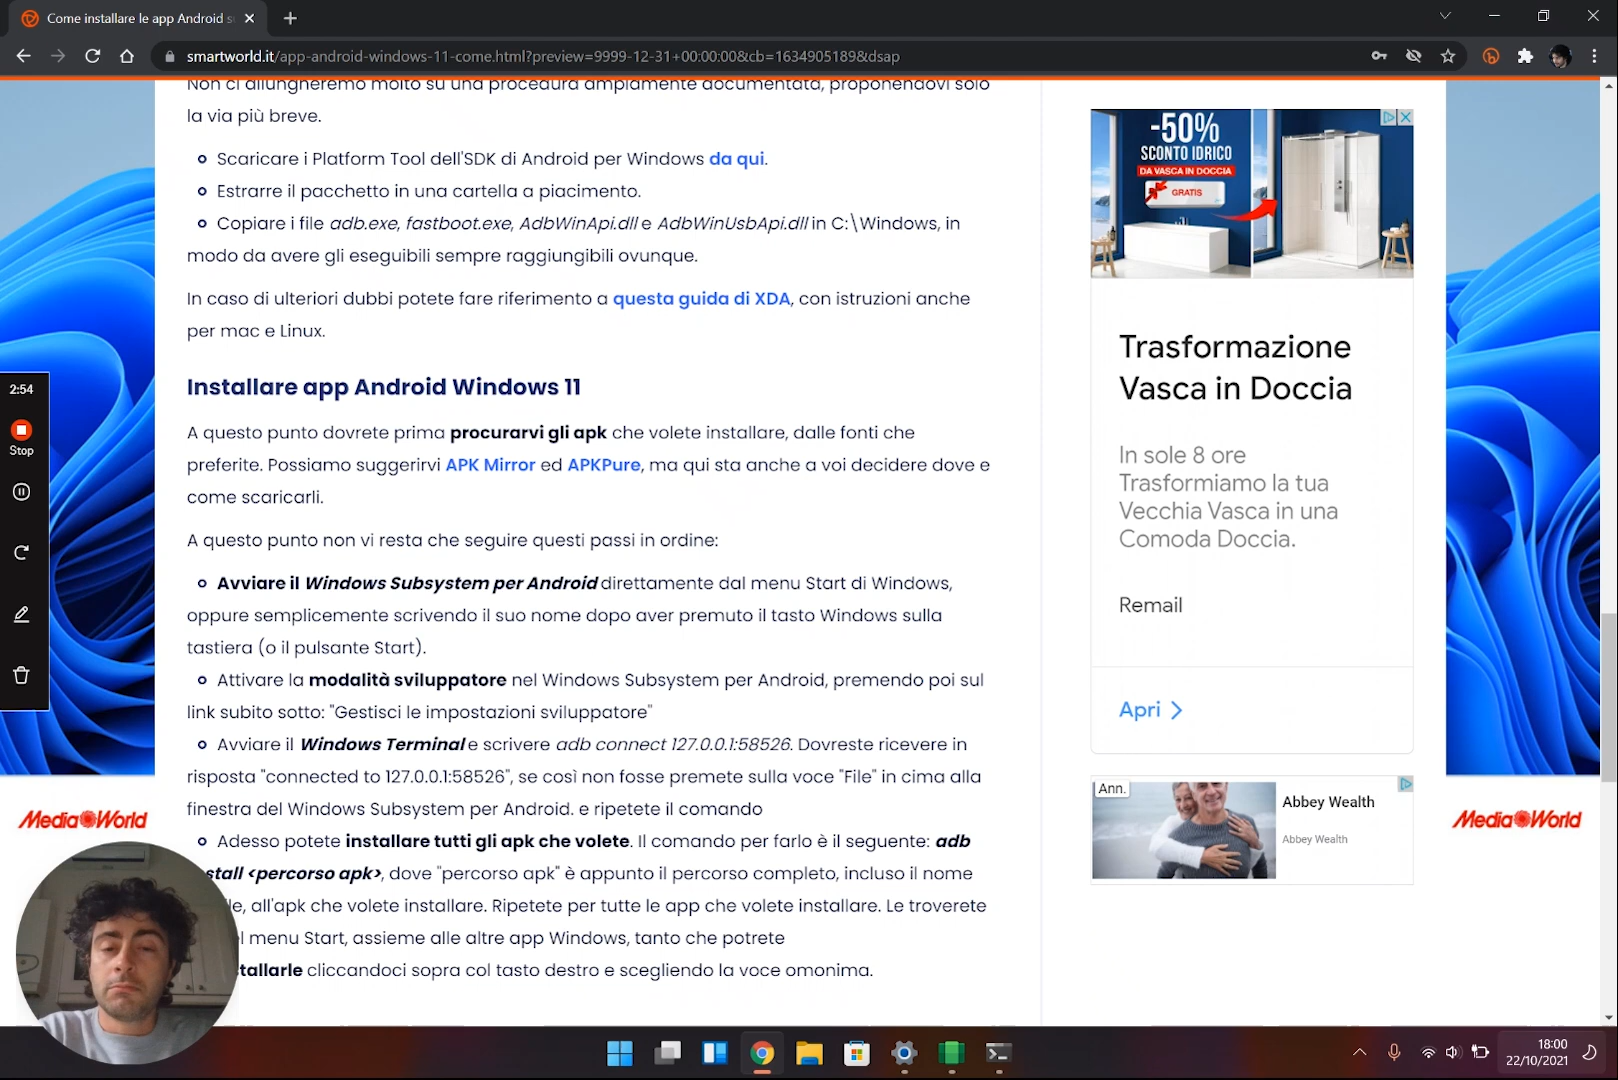 Come installare le app Android s
smartworld.it/app-android-windows-11-come.html?preview=9999-12-31+00:00:00&cb=1634905189&dsap
Non ci allungheremo molto su una procedura ampiamente documentata, proponendovi solo
la via più breve.
Scaricare i Platform Tool dell'SDK di Android per Windows da qui.
Estrarre il pacchetto in una cartella a piacimento.
Copiare i file adb.exe, fastboot.exe, AdbWinApi.dll e AdbWinUsbApi.dll in C:\Windows, in
modo da avere gli eseguibili sempre raggiungibili ovunque.
In caso di ulteriori dubbi potete fare riferimento a questa guida di XDA, con istruzioni anche
per mac e Linux.
Installare app Android Windows 11
A questo punto dovrete prima procurarvi gli apk che volete installare, dalle fonti che
preferite. Possiamo suggerirvi APK Mirror ed APKPure, ma qui sta anche a voi decidere dove e
come scaricarli.
A questo punto non vi resta che seguire questi passi in ordine:
Avviare il Windows Subsystem per Android direttamente dal menu Start di Windows,
oppure semplicemente scrivendo il suo nome dopo aver premuto il tasto Windows sulla
tastiera (o il pulsante Start).
Attivare la modalità sviluppatore nel Windows Subsystem per Android, premendo poi sul
link subito sotto: "Gestisci le impostazioni sviluppatore"
Avviare il Windows Terminal e scrivere adb connect 127.0.0.1:58526. Dovreste ricevere in
risposta "connected to 127.0.0.1:58526", se così non fosse premete sulla voce "File" in cima alla
finestra del Windows Subsystem per Android. e ripetete il comando
Adesso potete installare tutti gli apk che volete. Il comando per farlo è il seguente: adb
stall <percorso apk>, dove "percorso apk" è appunto il percorso completo, incluso il nome
le, all'apk che volete installare. Ripetete per tutte le app che volete installare. Le troverete
l menu Start, assieme alle altre app Windows, tanto che potrete
stallarle cliccandoci sopra col tasto destro e scegliendo la voce omonima.
2:54
Stop
MediaWorld
-50%
SCONTO IDRICO
DA VASCA IN DOCCIA
GRATIS
Trasformazione
Vasca in Doccia
In sole 8 ore
Trasformiamo la tua
Vecchia Vasca in una
Comoda Doccia.
Remail
Apri
Ann.
Abbey Wealth
Abbey Wealth
MediaWorld
18:00
22/10/2021